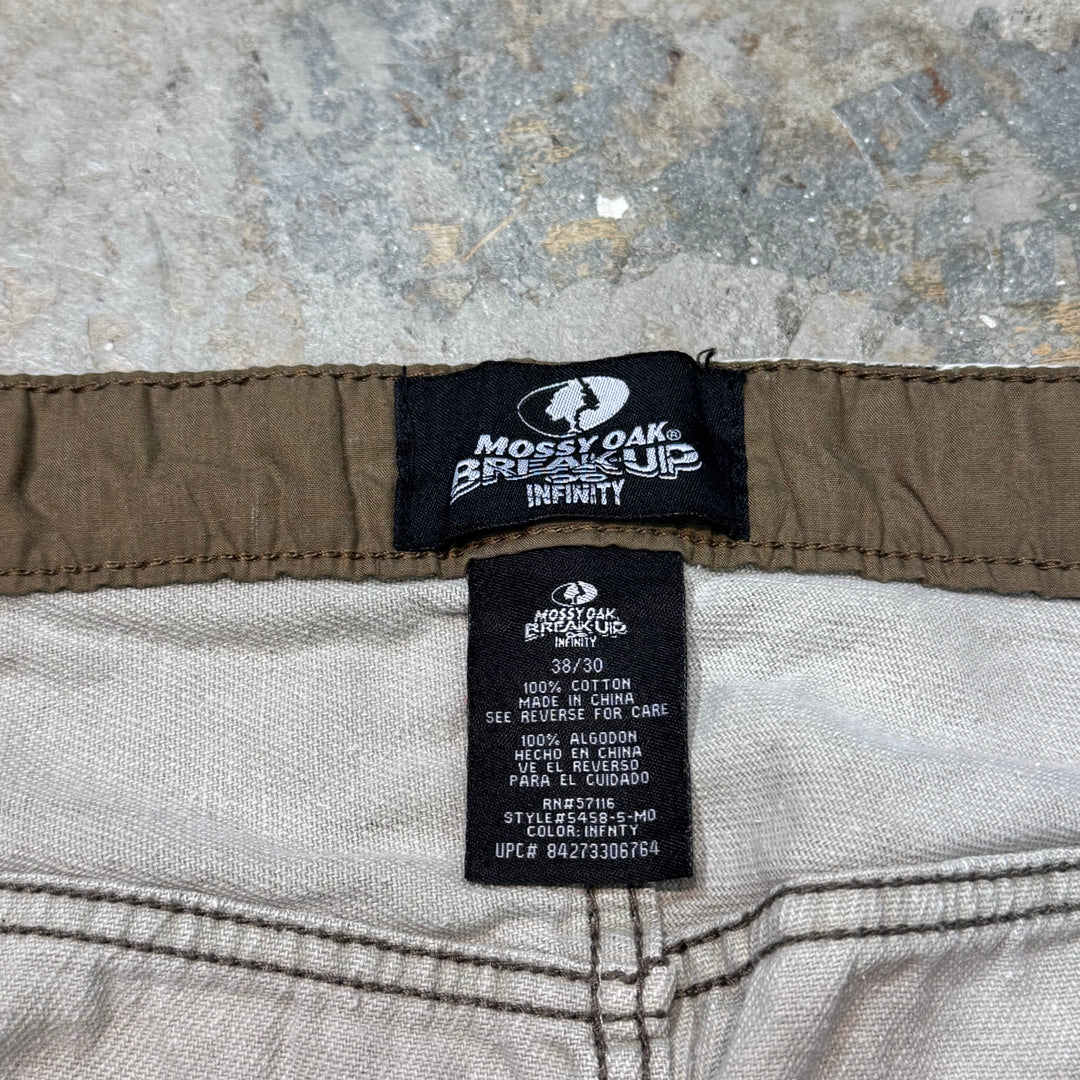 MOSSY OAK®
BREAK-UP
INFINITY
MOSSY OAK
BREAK-UP
INFINITY
38/30
100% COTTON
MADE IN CHINA
SEE REVERSE FOR CARE
100% ALGODON
HECHO EN CHINA
VE EL REVERSO
PARA EL CUIDADO
RN#57116
STYLE#5458-5-MO
COLOR: INFNTY
UPC# 84273306764